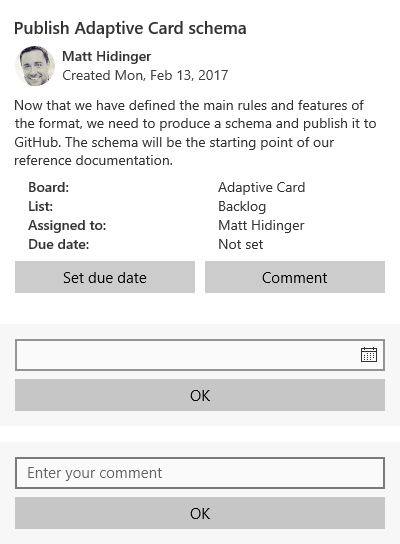 Publish Adaptive Card schema
Matt Hidinger
Created Mon, Feb 13, 2017
Now that we have defined the main rules and features of
the format, we need to produce a schema and publish it to
GitHub. The schema will be the starting point of our
reference documentation.
Board: Adaptive Card
List: Backlog
Assigned to: Matt Hidinger
Due date: Not set
Set due date Comment
OK
Enter your comment
OK